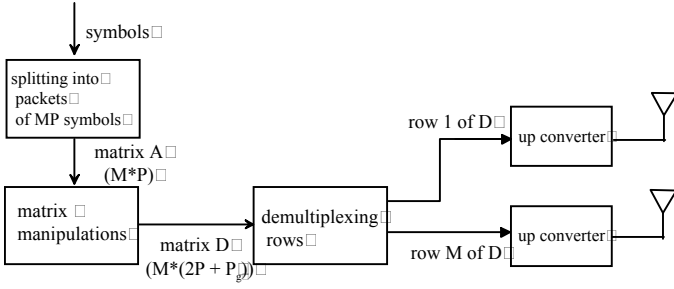 symbols
splitting into
packets
of MP symbols
matrix A
(M*P)
matrix
manipulations
matrix D
(M*(2P + Pg))
demultiplexing
rows
row 1 of D
up converter
row M of D
up converter